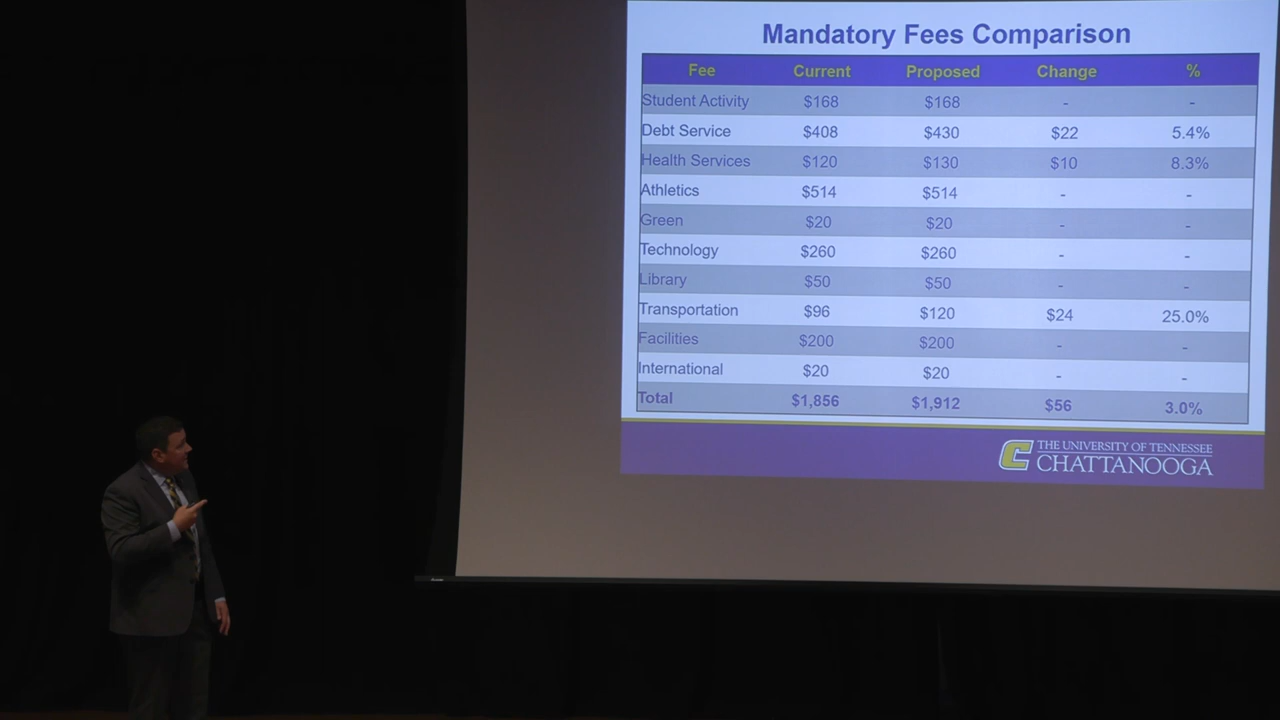 Mandatory Fees Comparison
Fee Current Proposed Change %
Student Activity $168 $168 - -
Debt Service $408 $430 $22 5.4%
Health Services $120 $130 $10 8.3%
Athletics $514 $514 - -
Green $20 $20 - -
Technology $260 $260 - -
Library $50 $50 - -
Transportation $96 $120 $24 25.0%
Facilities $200 $200 - -
International $20 $20 - -
Total $1,856 $1,912 $56 3.0%
THE UNIVERSITY OF TENNESSEE
CHATTANOOGA